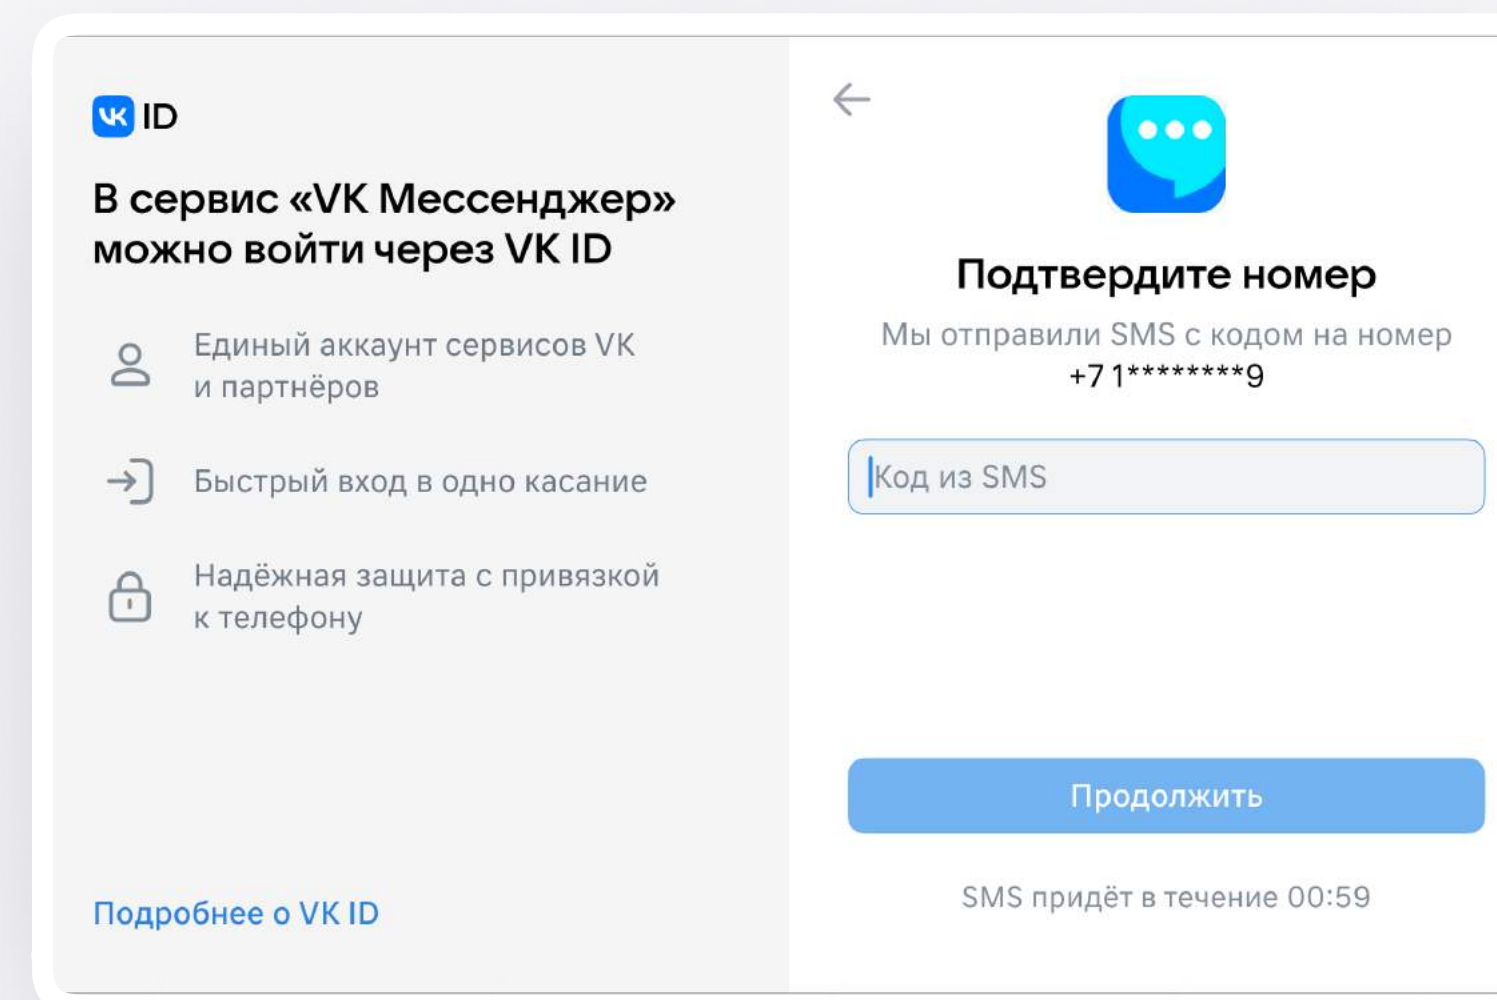 VK ID
В сервис «VK Мессенджер»
можно войти через VK ID
Единый аккаунт сервисов VK
и партнёров
Быстрый вход в одно касание
Надёжная защита с привязкой
к телефону
Подробнее о VK ID
Подтвердите номер
Мы отправили SMS с кодом на номер
+7 1********9
Код из SMS
Продолжить
SMS придёт в течение 00:59